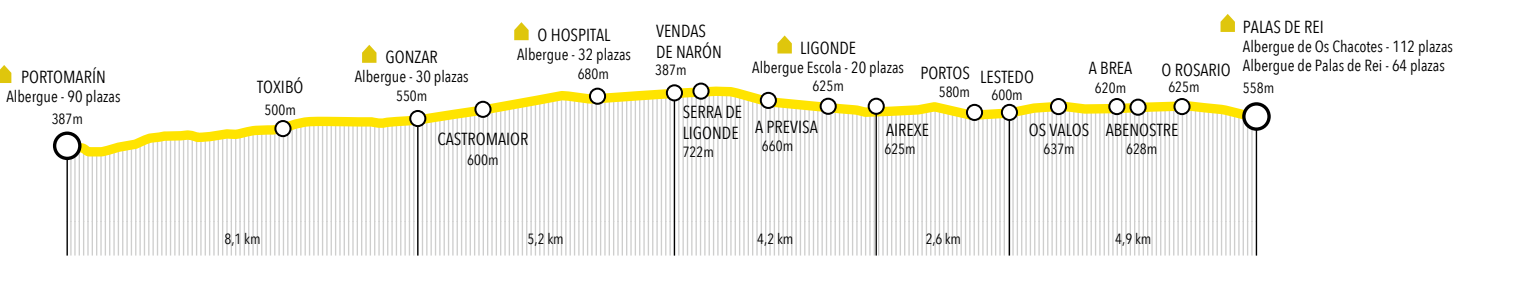 PORTOMARÍN
Albergue - 90 plazas
387m
TOXIBÓ
500m
GONZAR
Albergue - 30 plazas
550m
CASTROMAIOR
600m
O HOSPITAL
Albergue - 32 plazas
680m
VENDAS
DE NARÓN
387m
SERRA DE
LIGONDE
722m
A PREVISA
660m
LIGONDE
Albergue Escola - 20 plazas
625m
AIREXE
625m
PORTOS
580m
LESTEDO
600m
OS VALOS
637m
A BREA
620m
ABENOSTRE
628m
O ROSARIO
625m
PALAS DE REI
Albergue de Os Chacotes - 112 plazas
Albergue de Palas de Rei - 64 plazas
558m
8,1 km
5,2 km
4,2 km
2,6 km
4,9 km